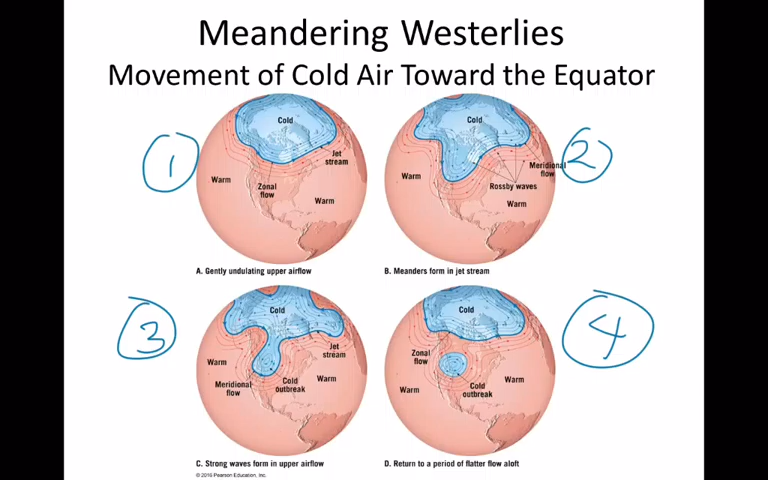 Meandering Westerlies
Movement of Cold Air Toward the Equator
1
Cold
Jet
stream
Warm
Zonal
flow
Warm
A. Gently undulating upper airflow
2
Cold
Meridional
flow
Warm
Rossby waves
Warm
B. Meanders form in jet stream
3
Cold
Jet
stream
Warm
Meridional
flow
Cold
outbreak
Warm
C. Strong waves form in upper airflow
© 2016 Pearson Education, Inc.
4
Cold
Zonal
flow
Warm
Cold
outbreak
Warm
D. Return to a period of flatter flow aloft